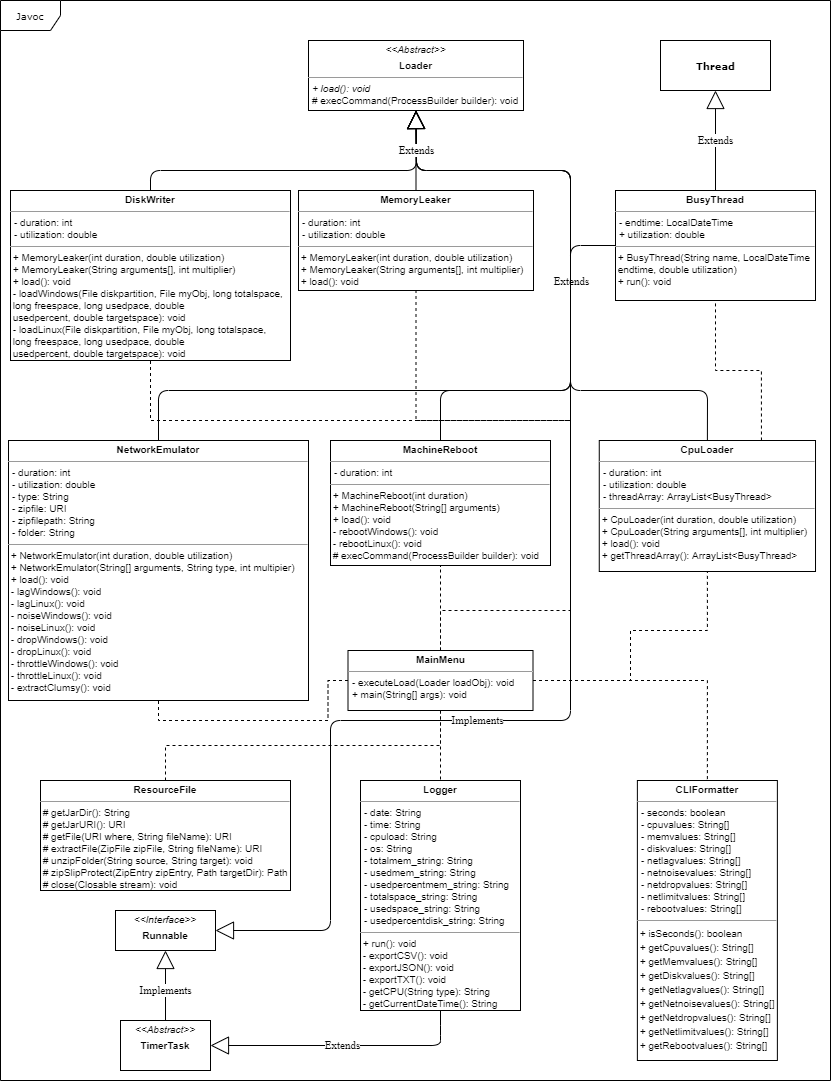 Javoc
<<Abstract>>
Loader
+ load(): void
# execCommand(ProcessBuilder builder): void
Thread
Extends
Extends
DiskWriter
- duration: int
- utilization: double
+ MemoryLeaker(int duration, double utilization)
+ MemoryLeaker(String arguments[], int multiplier)
+ load(): void
- loadWindows(File diskpartition, File myObj, long totalspace,
long freespace, long usedpace, double
usedpercent, double targetspace): void
- loadLinux(File diskpartition, File myObj, long totalspace,
long freespace, long usedpace, double
usedpercent, double targetspace): void
MemoryLeaker
- duration: int
- utilization: double
+ MemoryLeaker(int duration, double utilization)
+ MemoryLeaker(String arguments[], int multiplier)
+ load(): void
BusyThread
- endtime: LocalDateTime
+ utilization: double
+ BusyThread(String name, LocalDateTime
endtime, double utilization)
+ run(): void
Extends
NetworkEmulator
- duration: int
- utilization: double
- type: String
- zipfile: URI
- zipfilepath: String
- folder: String
+ NetworkEmulator(int duration, double utilization)
+ NetworkEmulator(String[] arguments, String type, int multipier)
+ load(): void
- lagWindows(): void
- lagLinux(): void
- noiseWindows(): void
- noiseLinux(): void
- dropWindows(): void
- dropLinux(): void
- throttleWindows(): void
- throttleLinux(): void
- extractClumsy(): void
MachineReboot
- duration: int
+ MachineReboot(int duration)
+ MachineReboot(String[] arguments)
+ load(): void
- rebootWindows(): void
- rebootLinux(): void
# execCommand(ProcessBuilder builder): void
CpuLoader
- duration: int
- utilization: double
- threadArray: ArrayList<BusyThread>
+ CpuLoader(int duration, double utilization)
+ CpuLoader(String arguments[], int multiplier)
+ load(): void
+ getThreadArray(): ArrayList<BusyThread>
MainMenu
- executeLoad(Loader loadObj): void
+ main(String[] args): void
Implements
ResourceFile
# getJarDir(): String
# getJarURI(): URI
# getFile(URI where, String fileName): URI
# extractFile(ZipFile zipFile, String fileName): URI
# unzipFolder(String source, String target): void
# zipSlipProtect(ZipEntry zipEntry, Path targetDir): Path
# close(Closable stream): void
Logger
- date: String
- time: String
- cpuload: String
- os: String
- totalmem_string: String
- usedmem_string: String
- usedpercentmem_string: String
- totalspace_string: String
- usedspace_string: String
- usedpercentdisk_string: String
+ run(): void
- exportCSV(): void
- exportJSON(): void
- exportTXT(): void
- getCPU(String type): String
- getCurrentDateTime(): String
CLIFormatter
- seconds: boolean
- cpuvalues: String[]
- memvalues: String[]
- diskvalues: String[]
- netlagvalues: String[]
- netnoisevalues: String[]
- netdropvalues: String[]
- netlimitvalues: String[]
- rebootvalues: String[]
+ isSeconds(): boolean
+ getCpuvalues(): String[]
+ getMemvalues(): String[]
+ getDiskvalues(): String[]
+ getNetlagvalues(): String[]
+ getNetnoisevalues(): String[]
+ getNetdropvalues(): String[]
+ getNetlimitvalues(): String[]
+ getRebootvalues(): String[]
<<Interface>>
Runnable
Implements
<<Abstract>>
TimerTask
Extends